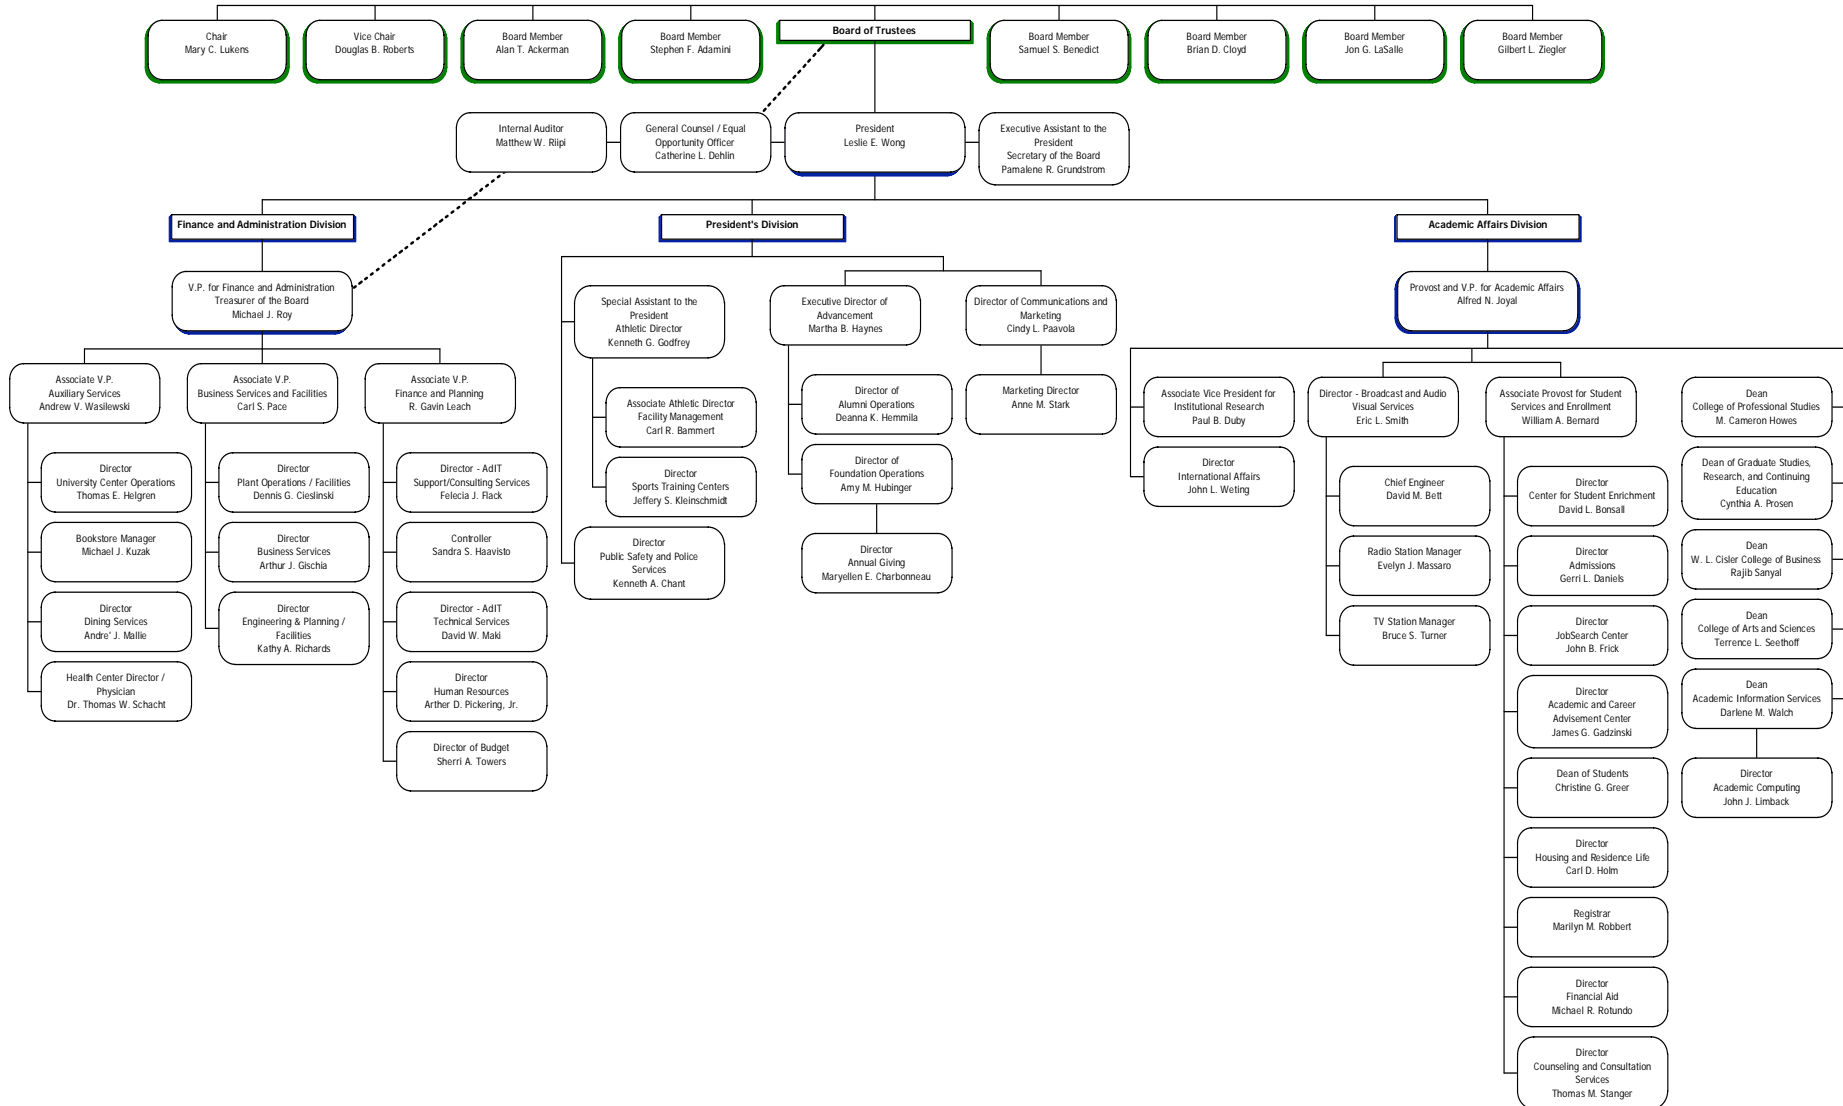 Chair
Mary C. Lukens
Vice Chair
Douglas B. Roberts
Board Member
Alan T. Ackerman
Board Member
Stephen F. Adamini
Board of Trustees
Board Member
Samuel S. Benedict
Board Member
Brian D. Cloyd
Board Member
Jon G. LaSalle
Board Member
Gilbert L. Ziegler
Internal Auditor
Matthew W. Riipi
General Counsel / Equal
Opportunity Officer
Catherine L. Dehlin
President
Leslie E. Wong
Executive Assistant to the
President
Secretary of the Board
Pamalene R. Grundstrom
Finance and Administration Division
President's Division
Academic Affairs Division
V.P. for Finance and Administration
Treasurer of the Board
Michael J. Roy
Associate V.P.
Auxiliary Services
Andrew V. Wasilewski
Director
University Center Operations
Thomas E. Helgren
Bookstore Manager
Michael J. Kuzak
Director
Dining Services
Andre' J. Mallie
Health Center Director /
Physician
Dr. Thomas W. Schacht
Associate V.P.
Business Services and Facilities
Carl S. Pace
Director
Plant Operations / Facilities
Dennis G. Cieslinski
Director
Business Services
Arthur J. Gischia
Director
Engineering & Planning /
Facilities
Kathy A. Richards
Associate V.P.
Finance and Planning
R. Gavin Leach
Director - AdIT
Support/Consulting Services
Felecia J. Flack
Controller
Sandra S. Haavisto
Director - AdIT
Technical Services
David W. Maki
Director
Human Resources
Arther D. Pickering, Jr.
Director of Budget
Sherri A. Towers
Special Assistant to the
President
Athletic Director
Kenneth G. Godfrey
Associate Athletic Director
Facility Management
Carl R. Bammert
Director
Sports Training Centers
Jeffery S. Kleinschmidt
Director
Public Safety and Police
Services
Kenneth A. Chant
Executive Director of
Advancement
Martha B. Haynes
Director of
Alumni Operations
Deanna K. Hemmila
Director of
Foundation Operations
Amy M. Hubinger
Director
Annual Giving
Maryellen E. Charbonneau
Director of Communications and
Marketing
Cindy L. Paavola
Marketing Director
Anne M. Stark
Provost and V.P. for Academic Affairs
Alfred N. Joyal
Associate Vice President for
Institutional Research
Paul B. Duby
Director
International Affairs
John L. Weting
Director - Broadcast and Audio
Visual Services
Eric L. Smith
Chief Engineer
David M. Bett
Radio Station Manager
Evelyn J. Massaro
TV Station Manager
Bruce S. Turner
Associate Provost for Student
Services and Enrollment
William A. Bernard
Director
Center for Student Enrichment
David L. Bonsall
Director
Admissions
Gerri L. Daniels
Director
JobSearch Center
John B. Frick
Director
Academic and Career
Advisement Center
James G. Gadzinski
Dean of Students
Christine G. Greer
Director
Housing and Residence Life
Carl D. Holm
Registrar
Marilyn M. Robbert
Director
Financial Aid
Michael R. Rotundo
Director
Counseling and Consultation
Services
Thomas M. Stanger
Dean
College of Professional Studies
M. Cameron Howes
Dean of Graduate Studies,
Research, and Continuing
Education
Cynthia A. Prosen
Dean
W. L. Cisler College of Business
Rajib Sanyal
Dean
College of Arts and Sciences
Terrence L. Seethoff
Dean
Academic Information Services
Darlene M. Walch
Director
Academic Computing
John J. Limback